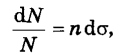 dN/N = n dσ,